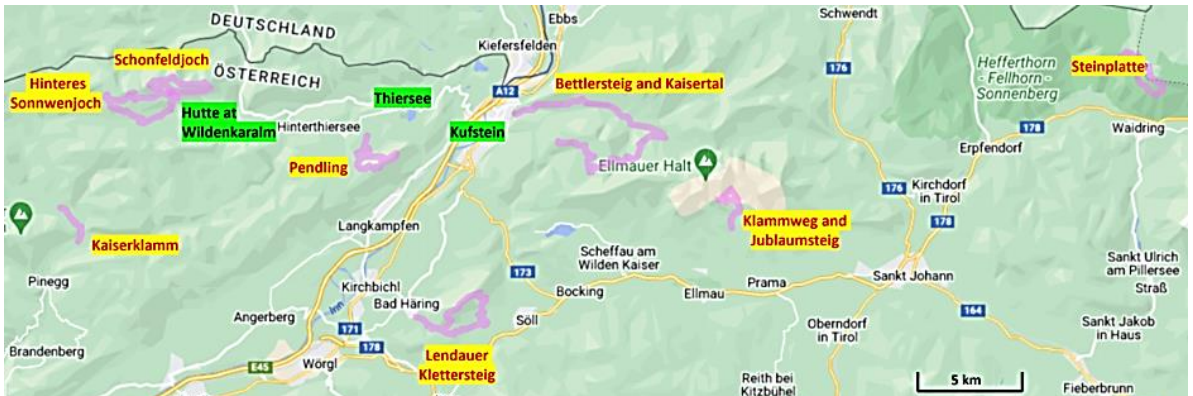 DEUTSCHLAND
ÖSTERREICH
Ebbs
Kiefersfelden
A12
Schwendt
176
Hefferthorn
- Fellhorn-
Sonnenberg
Steinplatte
178
Waidring
Erpfendorf
Schonfeldjoch
Hinteres
Sonnwenjoch
Hutte at
Wildenkaralm
Hinterthiersee
Thiersee
Kufstein
Bettlersteig and Kaisertal
Pendling
Ellmauer Halt
176
Kirchdorf
in Tirol
178
Kaiserklamm
Langkampfen
Klammweg and
Jublaumsteig
Pinegg
Kirchbichl
Bad Häring
Inn
Angerberg
171
178
Brandenberg
E45
Wörgl
Lendauer
Klettersteig
173
Scheffau am
Wilden Kaiser
Bocking
Söll
Ellmau
Prama
Sankt Johann
Sankt Ulrich
am Pillersee
Straß
164
Oberndorf
in Tirol
Sankt Jakob
in Haus
Reith bei
Kitzbühel
5 km
Fieberbrunn